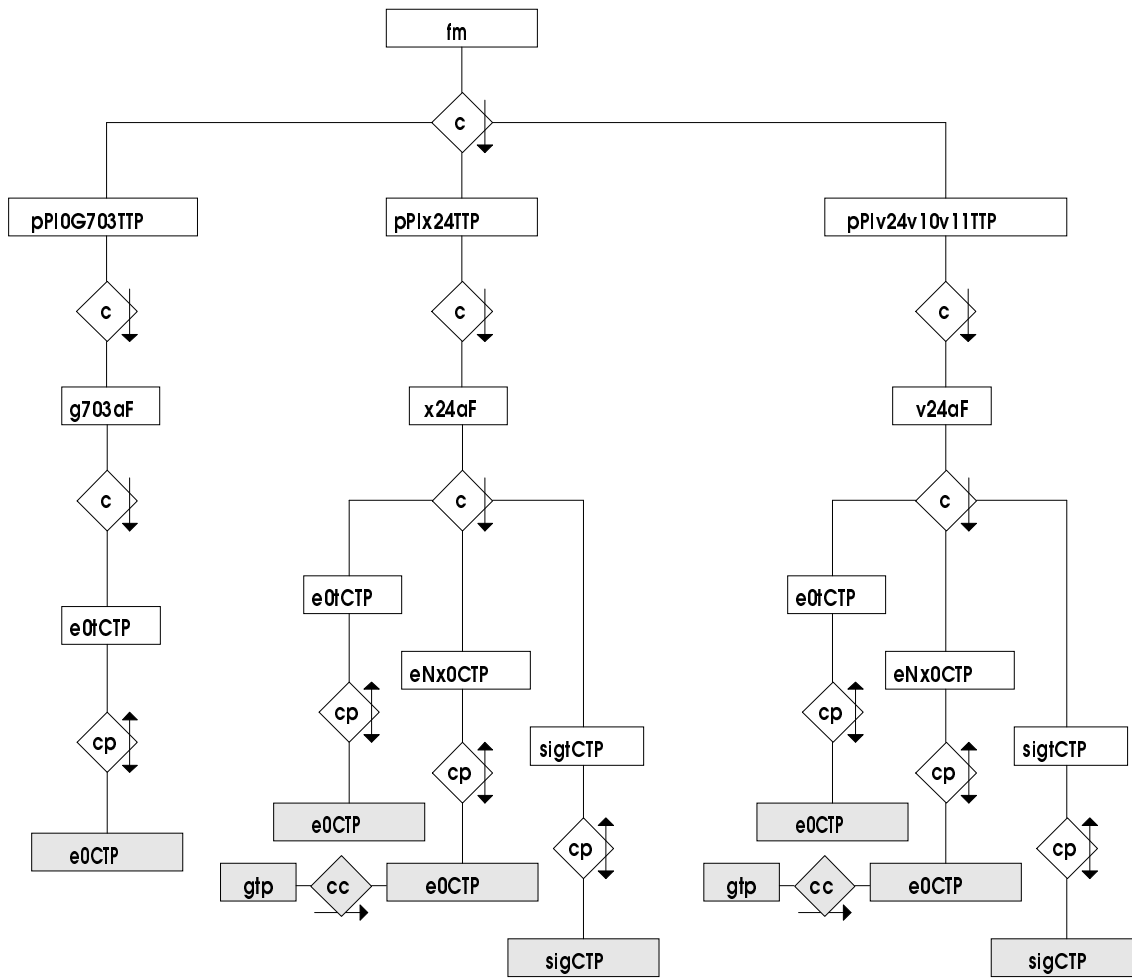 fm
c
pPI0G703TTP
pPIx24TTP
pPIv24v10v11TTP
c
c
c
g703aF
x24aF
v24aF
c
c
c
e0tCTP
e0tCTP
e0tCTP
eNx0CTP
eNx0CTP
cp
cp
cp
sigtCTP
sigtCTP
cp
cp
e0CTP
e0CTP
e0CTP
cp
cp
gtp
cc
e0CTP
gtp
cc
e0CTP
sigCTP
sigCTP